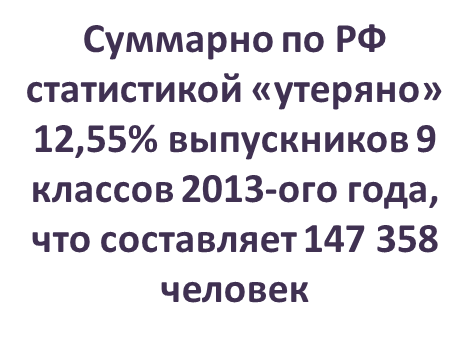 Суммарно по РФ
статистикой «утеряно»
12,55% выпускников 9
классов 2013-ого года,
что составляет 147 358
человек